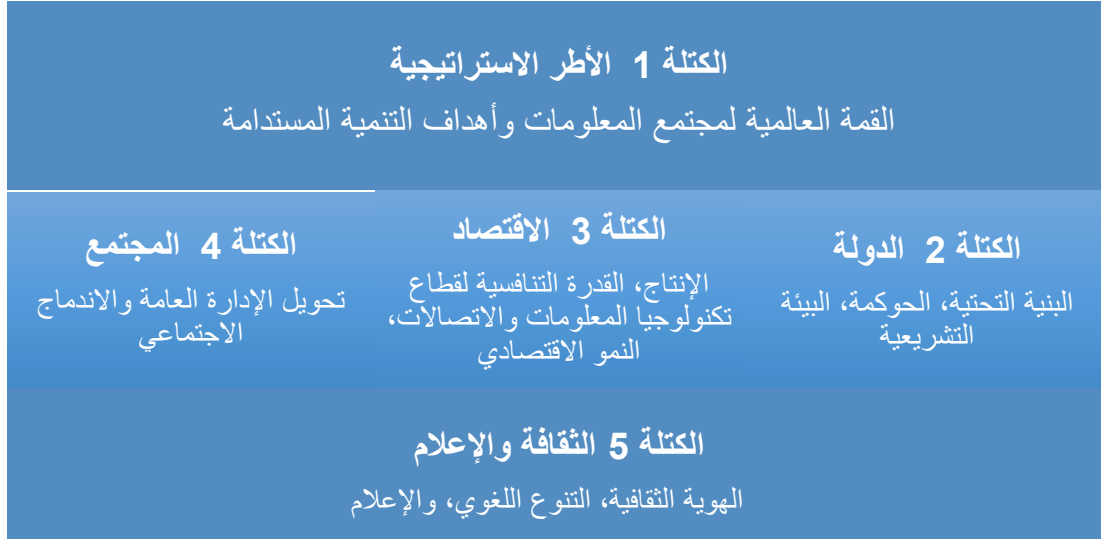 الكتلة 1 الأطر الاستراتيجية
القمة العالمية لمجتمع المعلومات وأهداف التنمية المستدامة
الكتلة 2 الدولة
البنية التحتية، الحوكمة، البيئة
التشريعية
الكتلة 3 الاقتصاد
الإنتاج، القدرة التنافسية لقطاع
تكنولوجيا المعلومات والاتصالات،
النمو الاقتصادي
الكتلة 4 المجتمع
تحويل الإدارة العامة والاندماج
الاجتماعي
الكتلة 5 الثقافة والإعلام
الهوية الثقافية، التنوع اللغوي، والإعلام